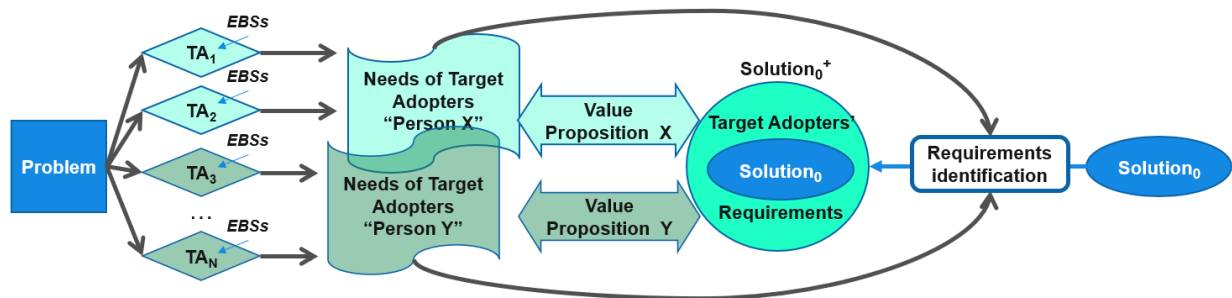 Problem
EBSs
TA₁
EBSs
TA₂
EBSs
TA₃
...
EBSs
TAN
Needs of Target
Adopters
“Person X”
Needs of Target
Adopters
“Person Y”
Value
Proposition X
Value
Proposition Y
Solution₀⁺
Target Adopters'
Solution₀
Requirements
Requirements
identification
Solution₀